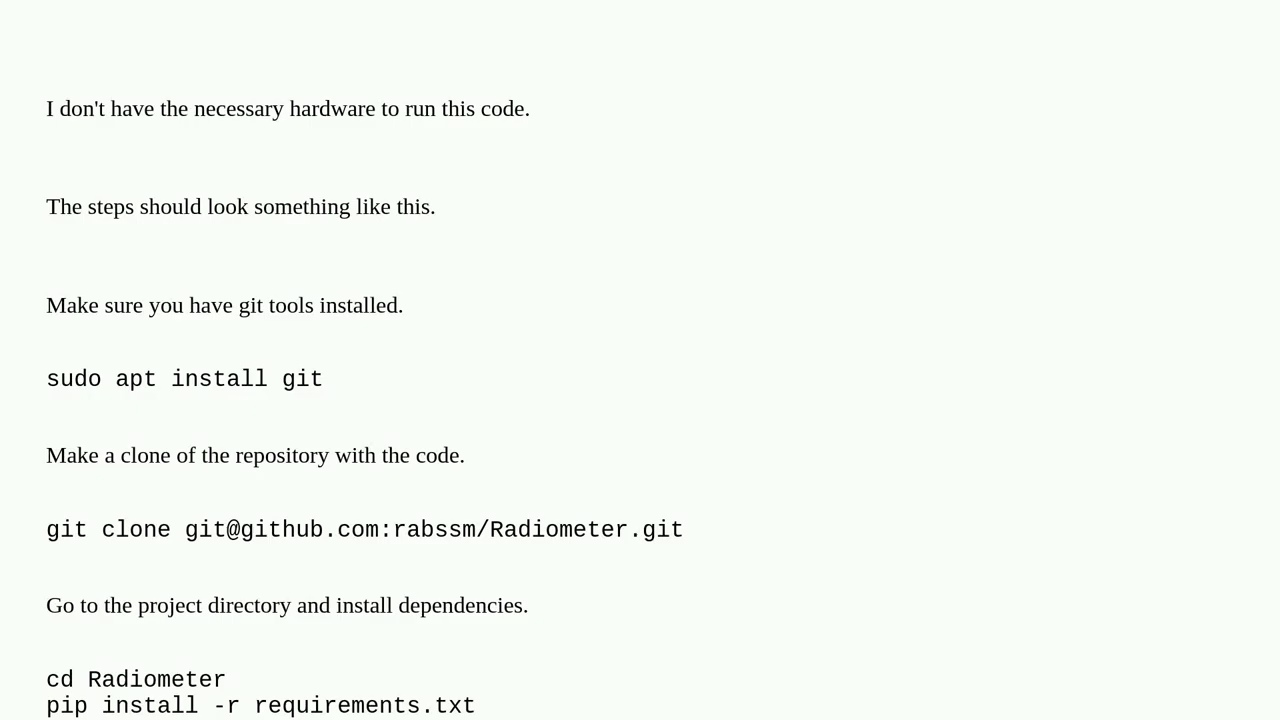 I don't have the necessary hardware to run this code.
The steps should look something like this.
Make sure you have git tools installed.
sudo apt install git
Make a clone of the repository with the code.
git clone git@github.com:rabssm/Radiometer.git
Go to the project directory and install dependencies.
cd Radiometer
pip install -r requirements.txt